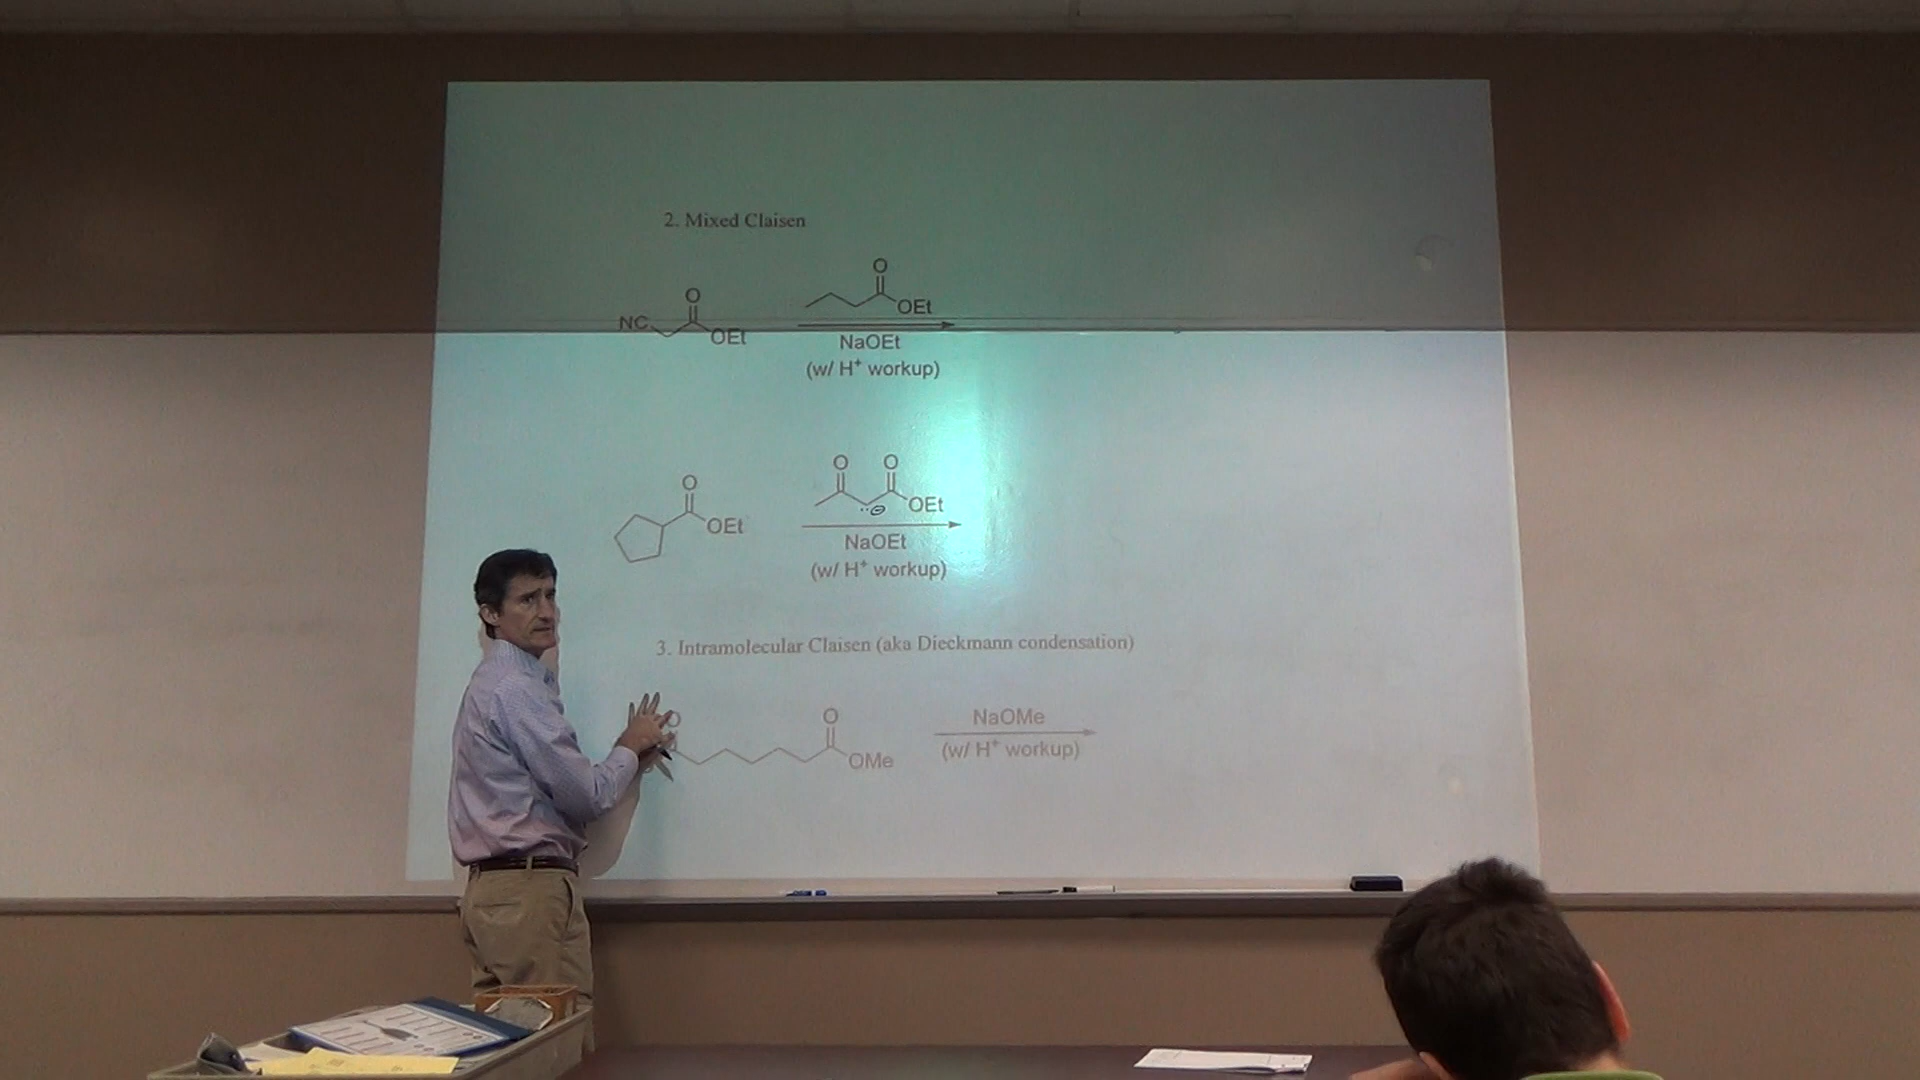 2. Mixed Claisen
O
O
OEt
NC
OEt
NaOEt
(w/ H⁺ workup)
O
O
O
OEt
OEt
NaOEt
(w/ H⁺ workup)
3. Intramolecular Claisen (aka Dieckmann condensation)
O
O
NaOMe
OMe
(w/ H⁺ workup)